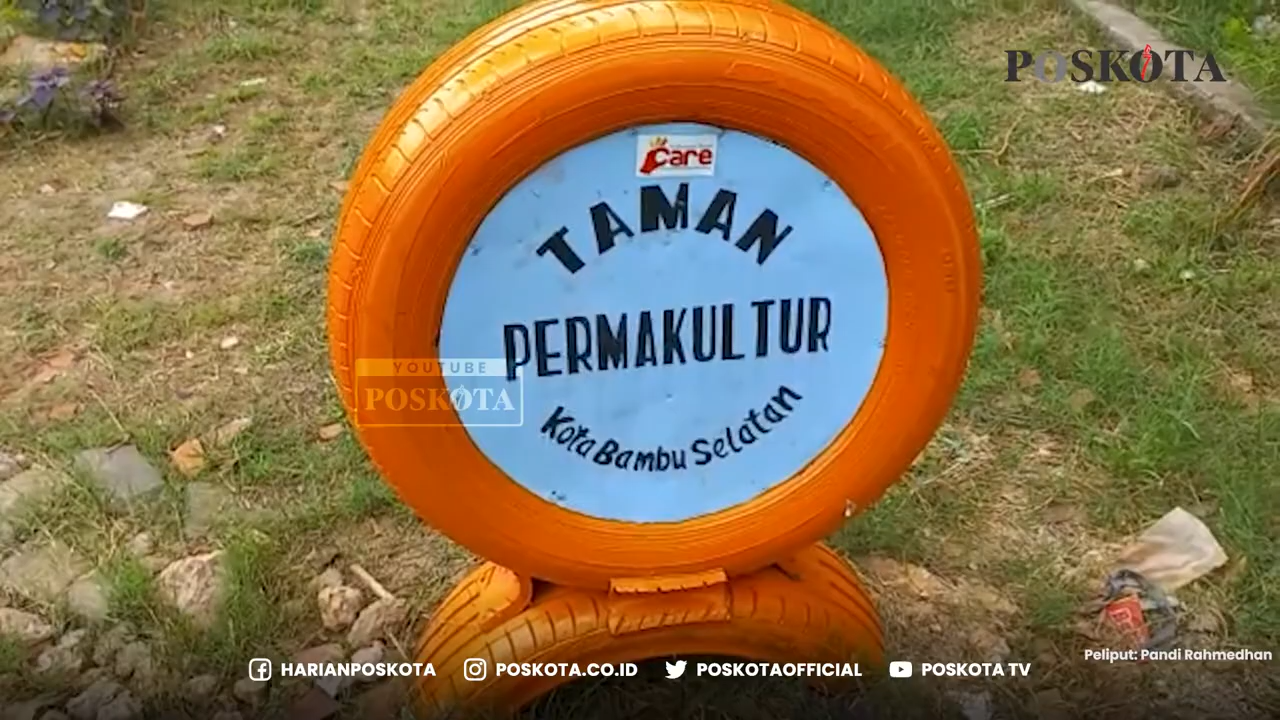 POSKOTA
Care
TAMAN
PERMAKULTUR
Kota Bambu Selatan
YOUTUBE
POSKOTA
Peliput: Pandi Rahmedhan
HARIANPOSKOTA POSKOTA.CO.ID POSKOTAOFFICIAL POSKOTA TV